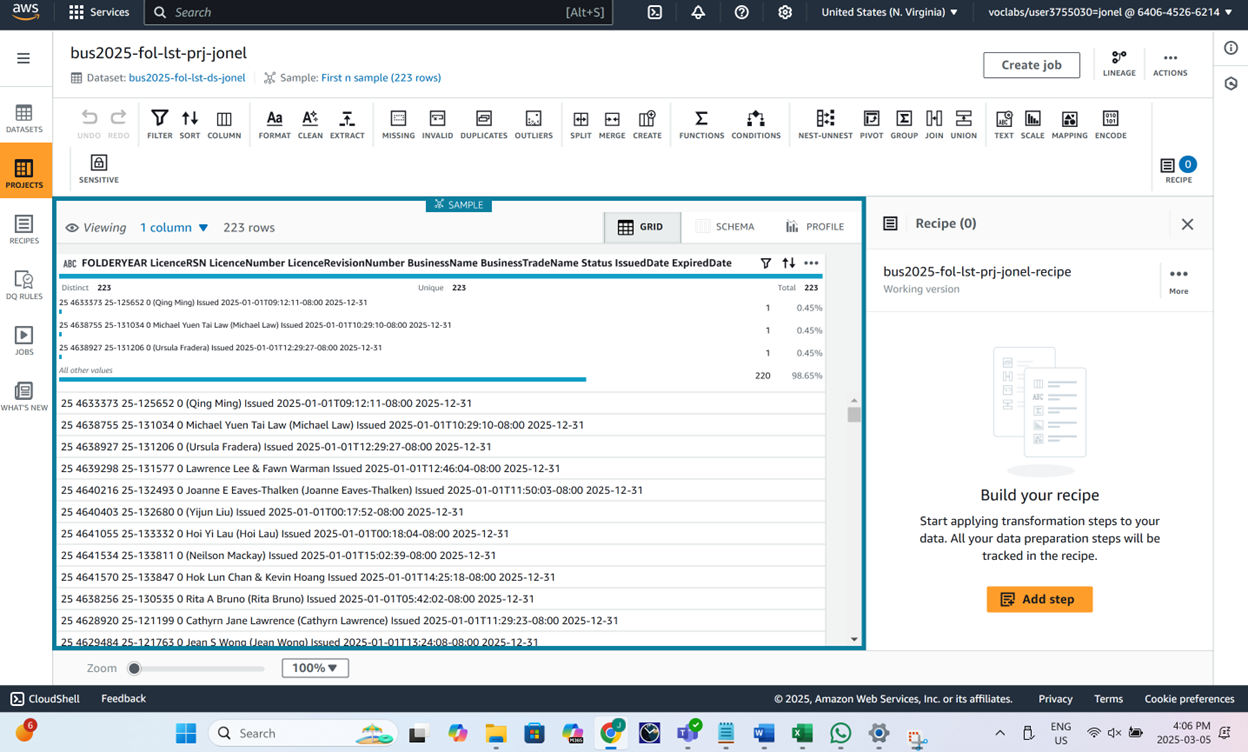 aws
Services
Search
[Alt+S]
United States (N. Virginia) ▼
voclabs/user3755030=jonel @ 6406-4526-6214 ▼
bus2025-fol-lst-prj-jonel
Dataset: bus2025-fol-lst-ds-jonel
Sample: First n sample (223 rows)
Create job
LINEAGE
ACTIONS
UNDO REDO FILTER SORT COLUMN FORMAT CLEAN EXTRACT MISSING INVALID DUPLICATES OUTLIERS SPLIT MERGE CREATE FUNCTIONS CONDITIONS NEST-UNNEST PIVOT GROUP JOIN UNION TEXT SCALE MAPPING ENCODE
SENSITIVE
0
RECIPE
DATASETS
PROJECTS
RECIPES
DQ RULES
JOBS
WHAT'S NEW
SAMPLE
Viewing 1 column ▼ 223 rows
GRID
SCHEMA
PROFILE
ABC FOLDERYEAR LicenceRSN LicenceNumber LicenceRevisionNumber BusinessName BusinessTradeName Status IssuedDate ExpiredDate
Distinct 223 Unique 223 Total 223
25 4633373 25-125652 0 (Qing Ming) Issued 2025-01-01T09:12:11-08:00 2025-12-31
1 0.45%
25 4638755 25-131034 0 Michael Yuen Tai Law (Michael Law) Issued 2025-01-01T10:29:10-08:00 2025-12-31
1 0.45%
25 4638927 25-131206 0 (Ursula Fradera) Issued 2025-01-01T12:29:27-08:00 2025-12-31
1 0.45%
All other values
220 98.65%
25 4633373 25-125652 0 (Qing Ming) Issued 2025-01-01T09:12:11-08:00 2025-12-31
25 4638755 25-131034 0 Michael Yuen Tai Law (Michael Law) Issued 2025-01-01T10:29:10-08:00 2025-12-31
25 4638927 25-131206 0 (Ursula Fradera) Issued 2025-01-01T12:29:27-08:00 2025-12-31
25 4639298 25-131577 0 Lawrence Lee & Fawn Warman Issued 2025-01-01T12:46:04-08:00 2025-12-31
25 4640216 25-132493 0 Joanne E Eaves-Thalken (Joanne Eaves-Thalken) Issued 2025-01-01T11:50:03-08:00 2025-12-31
25 4640403 25-132680 0 (Yijun Liu) Issued 2025-01-01T00:17:52-08:00 2025-12-31
25 4641055 25-133332 0 Hoi Yi Lau (Hoi Lau) Issued 2025-01-01T00:18:04-08:00 2025-12-31
25 4641534 25-133811 0 (Neilson Mackay) Issued 2025-01-01T15:02:39-08:00 2025-12-31
25 4641570 25-133847 0 Hok Lun Chan & Kevin Hoang Issued 2025-01-01T14:25:18-08:00 2025-12-31
25 4638256 25-130535 0 Rita A Bruno (Rita Bruno) Issued 2025-01-01T05:42:02-08:00 2025-12-31
25 4628920 25-121199 0 Cathyrn Jane Lawrence (Cathyrn Lawrence) Issued 2025-01-01T11:29:23-08:00 2025-12-31
25 4629484 25-121763 0 Jean S Wong (Jean Wong) Issued 2025-01-01T13:24:08-08:00 2025-12-31
Zoom
100% ▼
Recipe (0)
bus2025-fol-lst-prj-jonel-recipe
Working version
More
Build your recipe
Start applying transformation steps to your
data. All your data preparation steps will be
tracked in the recipe.
Add step
CloudShell
Feedback
© 2025, Amazon Web Services, Inc. or its affiliates.
Privacy
Terms
Cookie preferences
6
Search
ENG
US
4:06 PM
2025-03-05